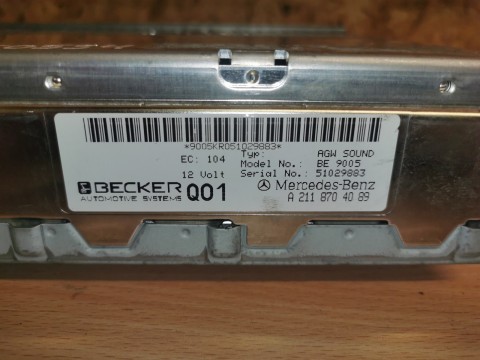 *9005KR051029883*
EC: 104
Typ: AGW SOUND
Model No.: BE 9005
12 Volt
Serial No.: 51029883
BECKER
AUTOMOTIVE SYSTEMS
Q01
Mercedes-Benz
A 211 870 40 89